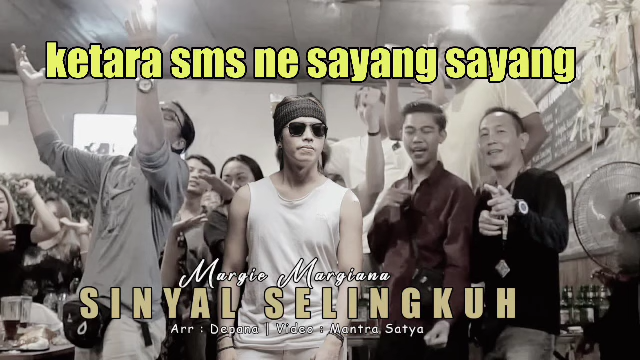 ketara sms ne sayang sayang
Margie Margiana
SINYAL SELINGKUH
Arr : Depana | Video : Mantra Satya